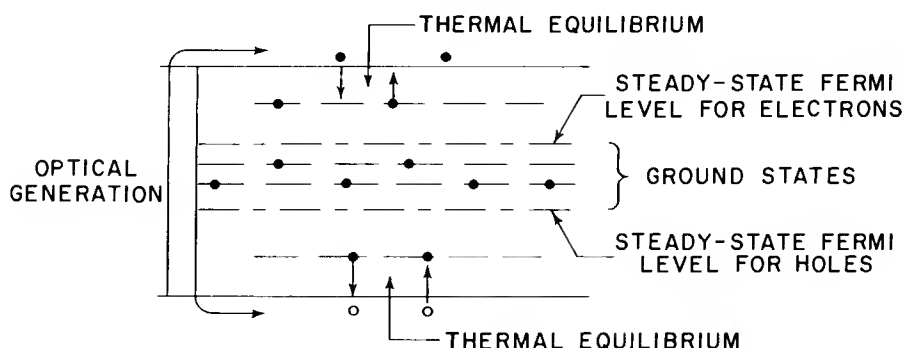 THERMAL EQUILIBRIUM
STEADY-STATE FERMI
LEVEL FOR ELECTRONS
OPTICAL
GENERATION
GROUND STATES
STEADY-STATE FERMI
LEVEL FOR HOLES
THERMAL EQUILIBRIUM